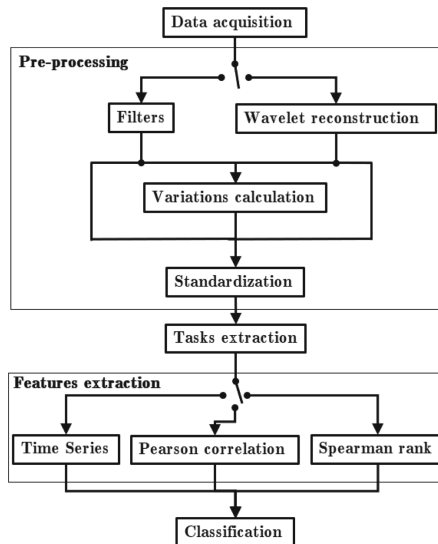 Data acquisition
Pre-processing
Filters
Wavelet reconstruction
Variations calculation
Standardization
Tasks extraction
Features extraction
Time Series
Pearson correlation
Spearman rank
Classification